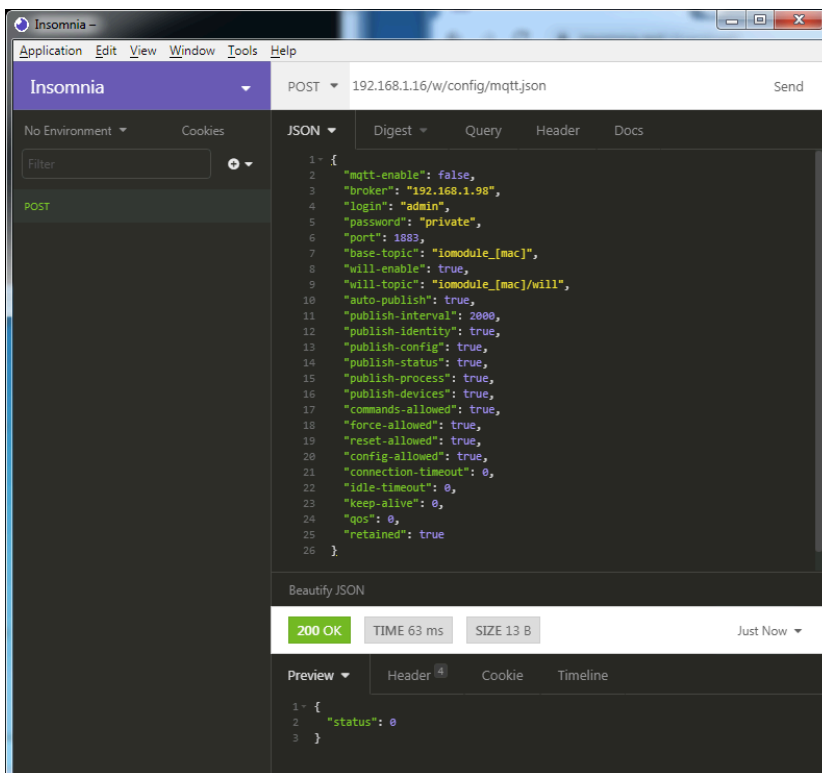 Insomnia –
Application Edit View Window Tools Help
Insomnia
POST 192.168.1.16/w/config/mqtt.json Send
No Environment Cookies
JSON Digest Query Header Docs
Filter
POST
1 {
2 "mqtt-enable": false,
3 "broker": "192.168.1.98",
4 "login": "admin",
5 "password": "private",
6 "port": 1883,
7 "base-topic": "iomodule_[mac]",
8 "will-enable": true,
9 "will-topic": "iomodule_[mac]/will",
10 "auto-publish": true,
11 "publish-interval": 2000,
12 "publish-identity": true,
13 "publish-config": true,
14 "publish-status": true,
15 "publish-process": true,
16 "publish-devices": true,
17 "commands-allowed": true,
18 "force-allowed": true,
19 "reset-allowed": true,
20 "config-allowed": true,
21 "connection-timeout": 0,
22 "idle-timeout": 0,
23 "keep-alive": 0,
24 "qos": 0,
25 "retained": true
26 }
Beautify JSON
200 OK TIME 63 ms SIZE 13 B Just Now
Preview Header 4 Cookie Timeline
1 {
2 "status": 0
3 }